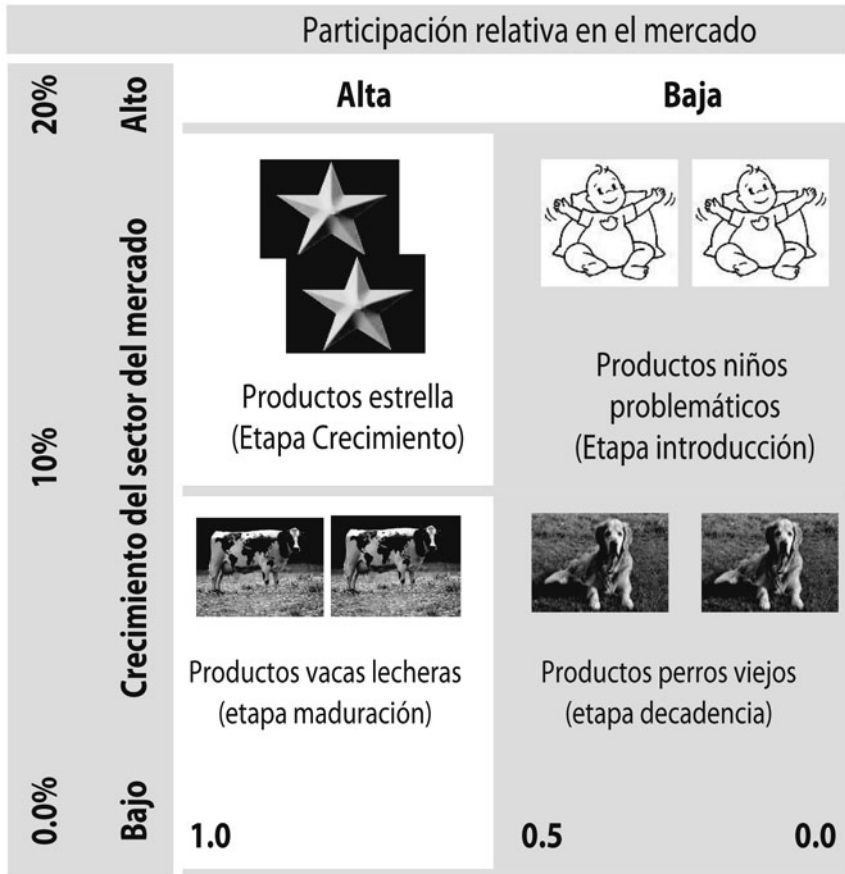 Participación relativa en el mercado
20%
Alto
Alta
Baja
Crecimiento del sector del mercado
10%
Productos estrella
(Etapa Crecimiento)
Productos niños
problemáticos
(Etapa introducción)
Productos vacas lecheras
(etapa maduración)
Productos perros viejos
(etapa decadencia)
0.0%
Bajo
1.0
0.5
0.0